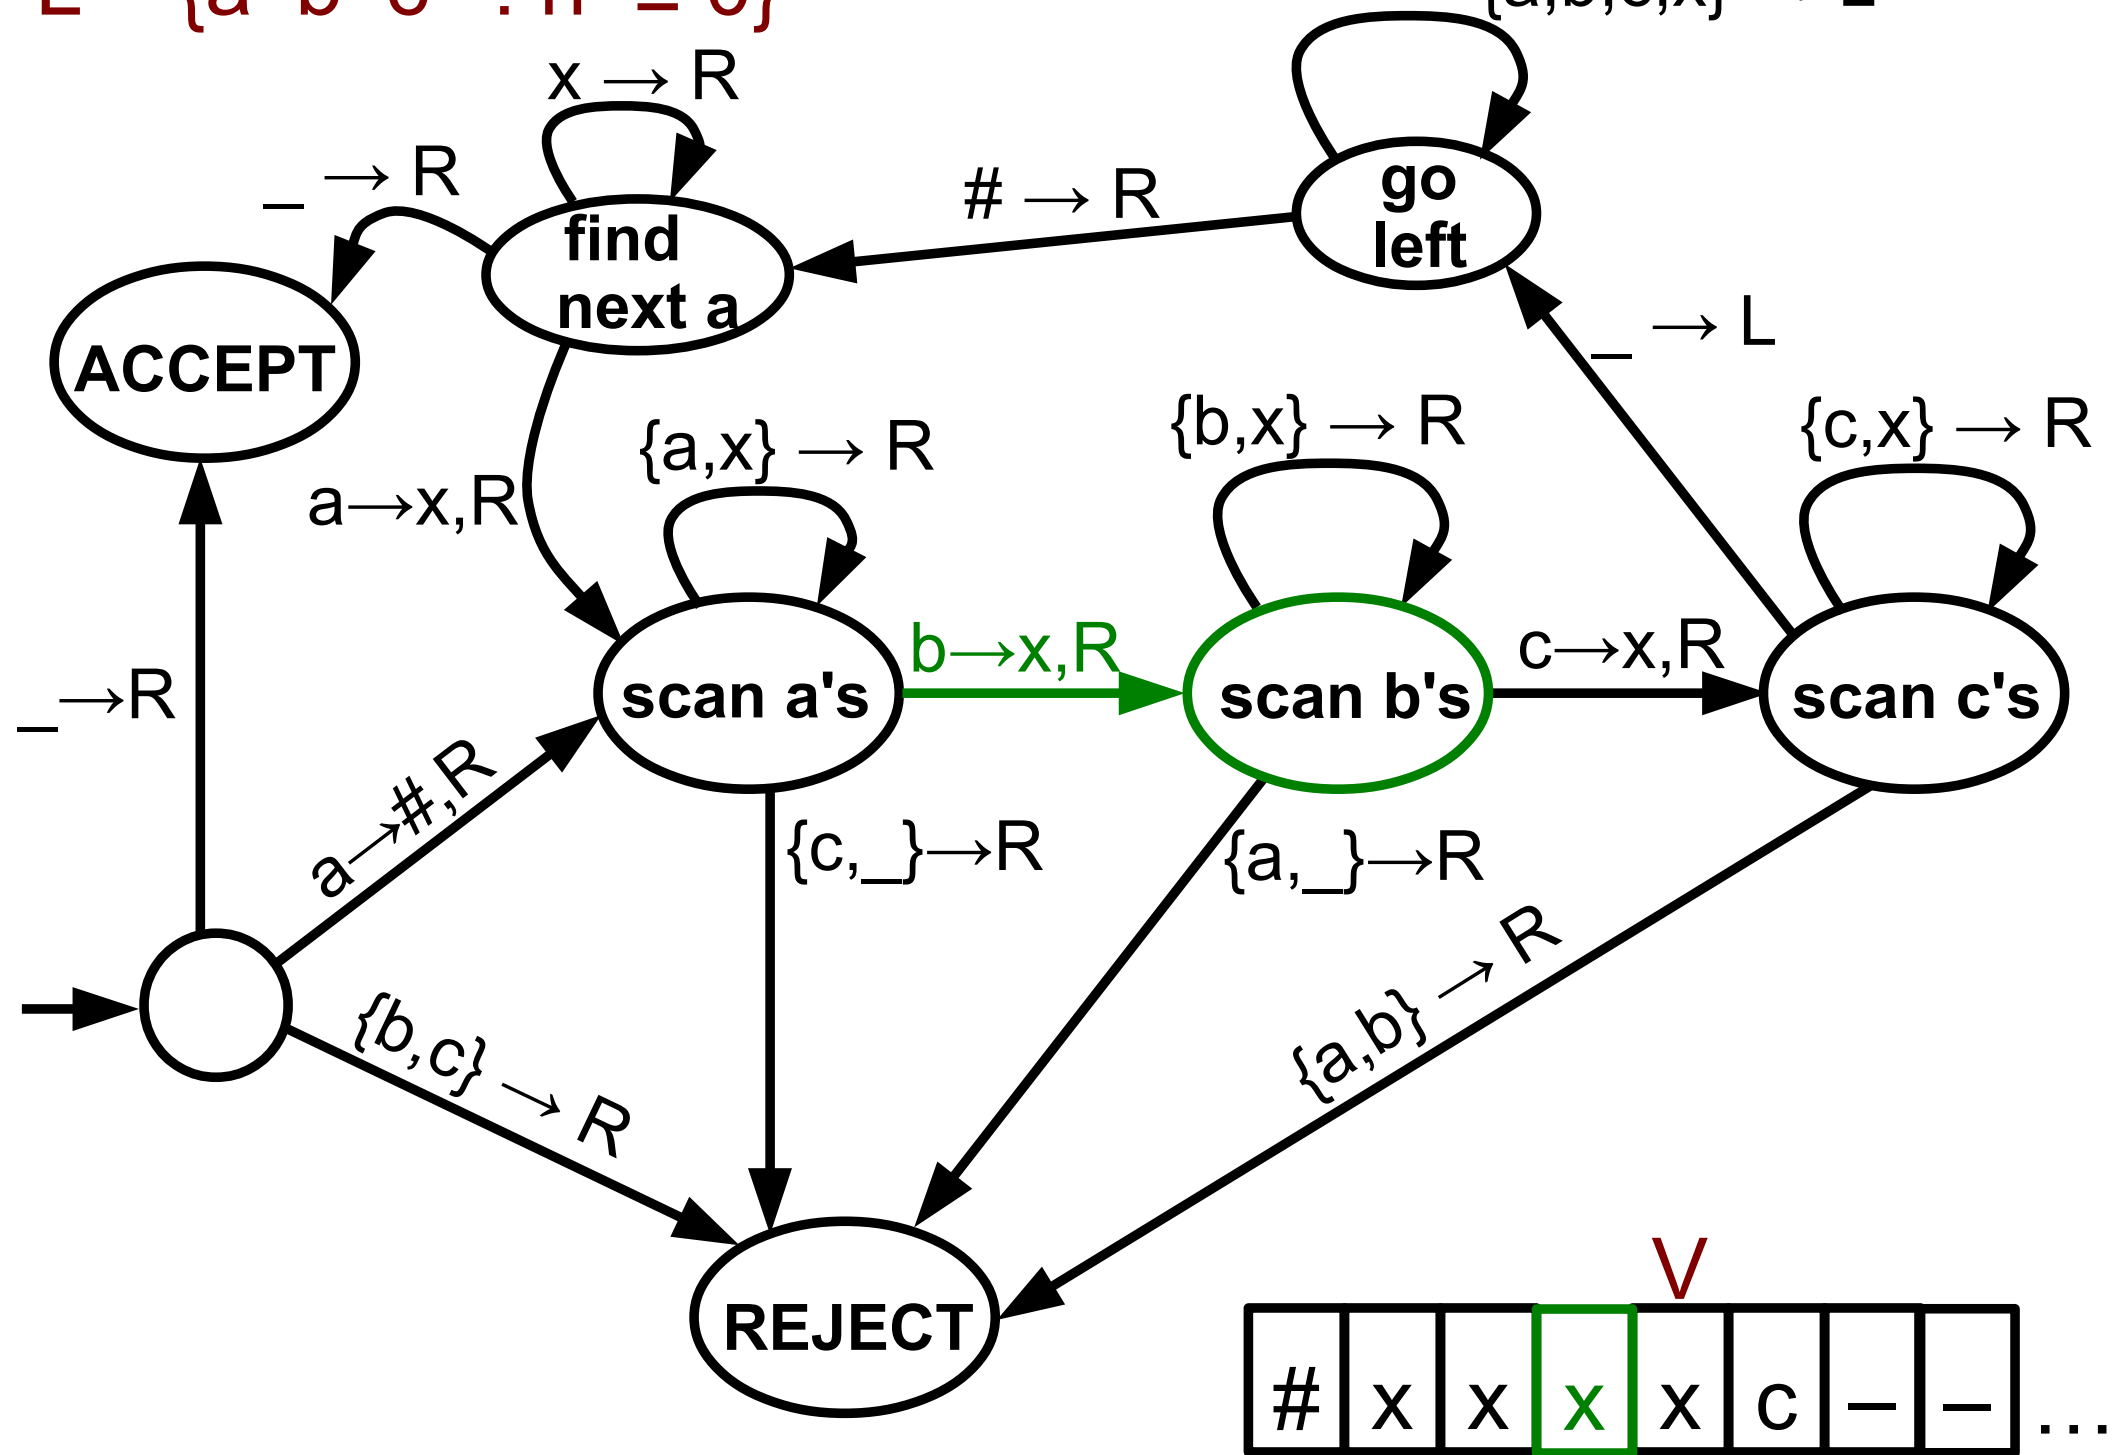 x → R
_ → R
# → R
go
left
find
next a
ACCEPT
_ → L
{a,x} → R
{b,x} → R
{c,x} → R
a→x,R
b→x,R
c→x,R
scan a's
scan b's
scan c's
_→R
a→#,R
{c,_}→R
{a,_}→R
{b,c} → R
{a,b} → R
REJECT
V
# x x x x c _ _ ...